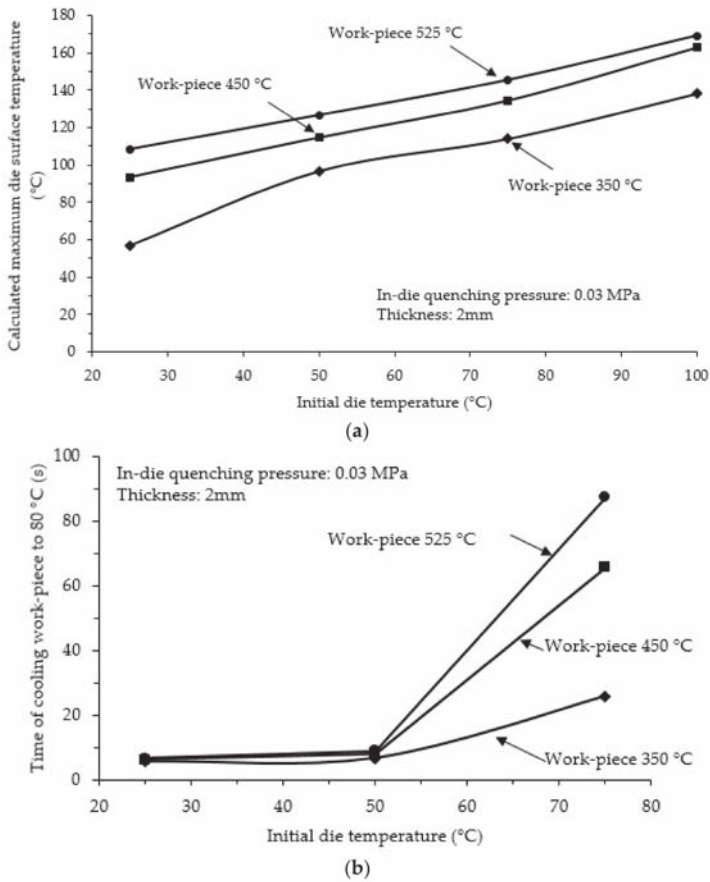 180
160
140
120
100
80
60
40
20
0
Calculated maximum die surface temperature
(°C)
Work-piece 525 °C
Work-piece 450 °C
Work-piece 350 °C
In-die quenching pressure: 0.03 MPa
Thickness: 2mm
20 30 40 50 60 70 80 90 100
Initial die temperature (°C)
(a)
100
80
60
40
20
0
Time of cooling work-piece to 80 °C (s)
In-die quenching pressure: 0.03 MPa
Thickness: 2mm
Work-piece 525 °C
Work-piece 450 °C
Work-piece 350 °C
20 30 40 50 60 70 80
Initial die temperature (°C)
(b)